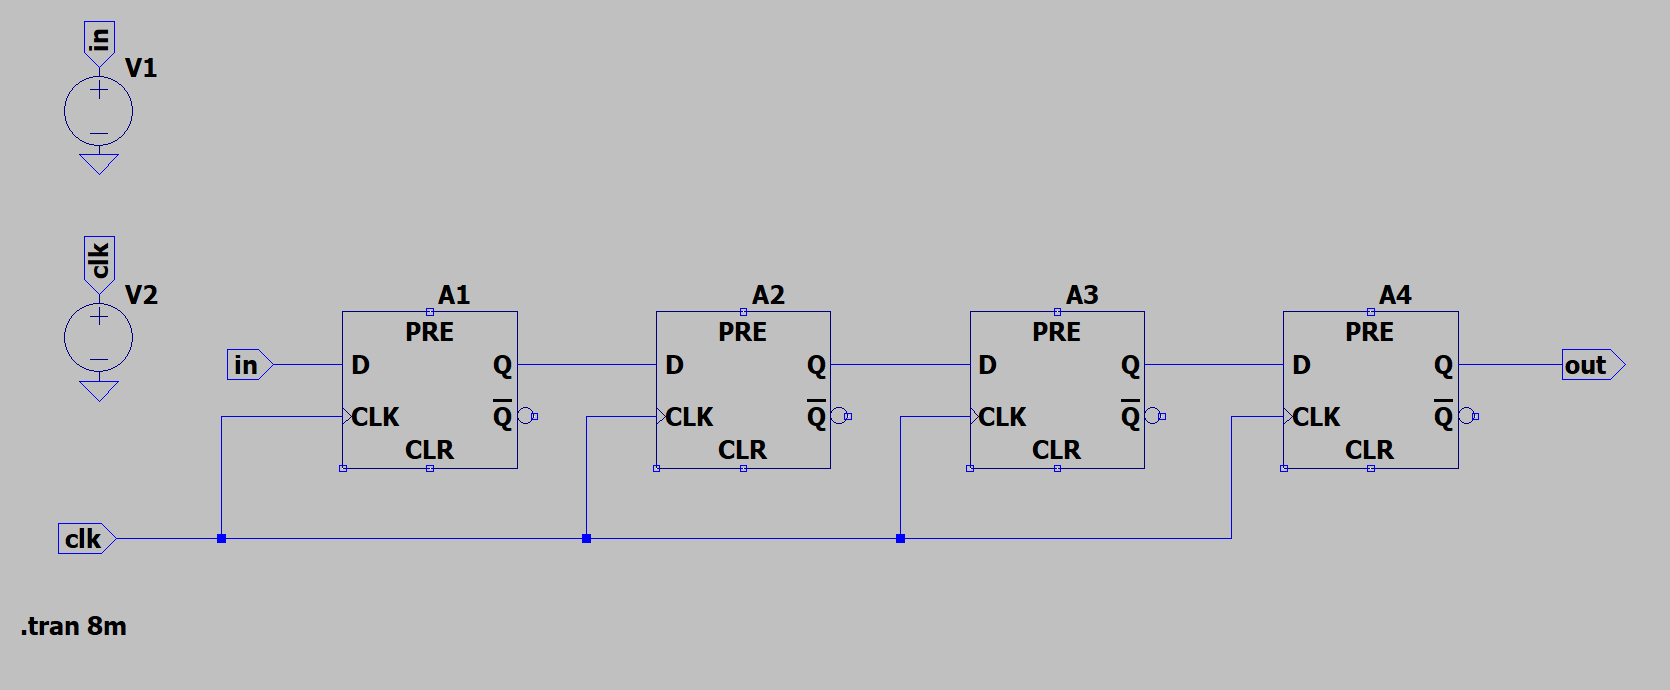 in
V1
clk
V2
A1
A2
A3
A4
PRE
PRE
PRE
PRE
in
D
Q
D
Q
D
Q
D
Q
out
CLK
Q̅
CLK
Q̅
CLK
Q̅
CLK
Q̅
CLR
CLR
CLR
CLR
clk
.tran 8m